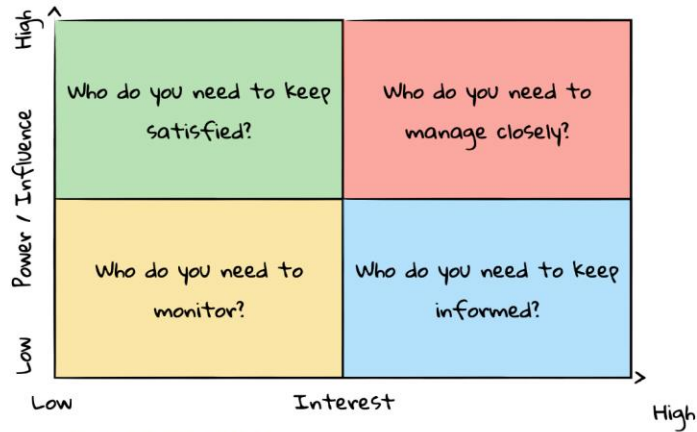 High
Who do you need to keep
satisfied?
Who do you need to
manage closely?
Power / Influence
Who do you need to
monitor?
Who do you need to keep
informed?
Low
Low
Interest
High